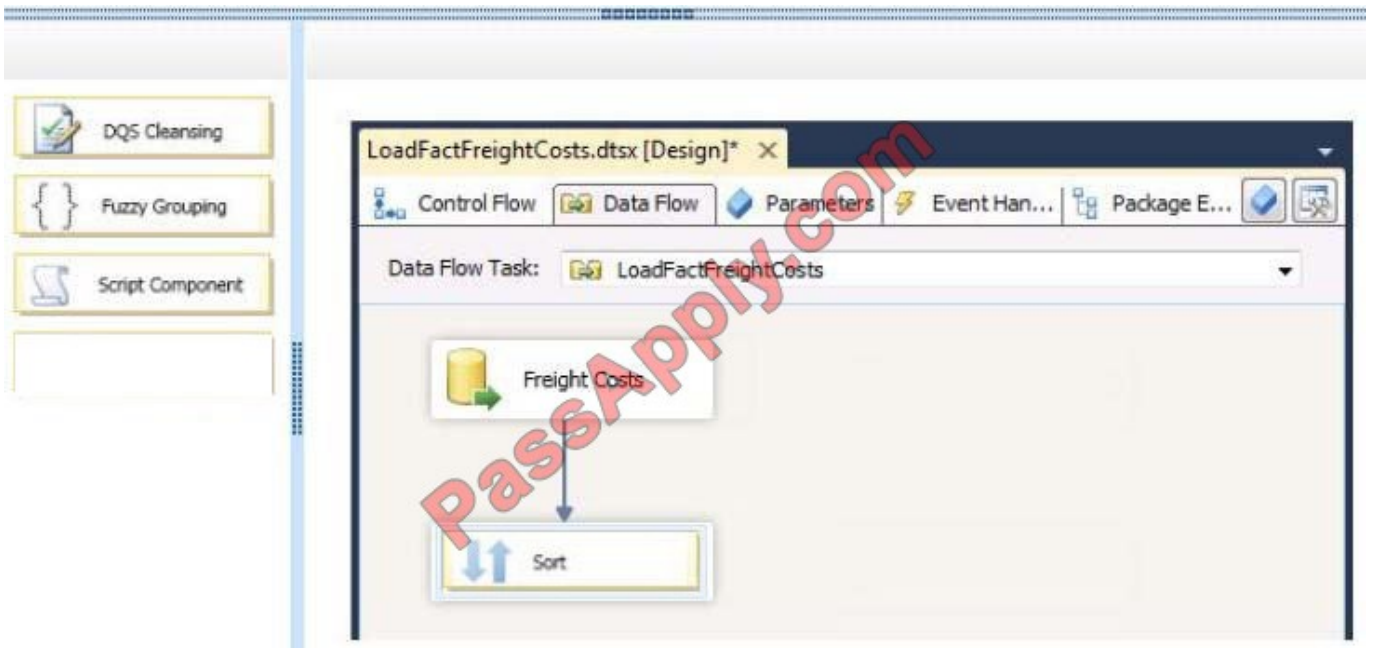 DQS Cleansing
Fuzzy Grouping
Script Component
LoadFactFreightCosts.dtsx [Design]*
Control Flow
Data Flow
Parameters
Event Han...
Package E...
Data Flow Task:
LoadFactFreightCosts
Freight Costs
Sort
PassApply.com